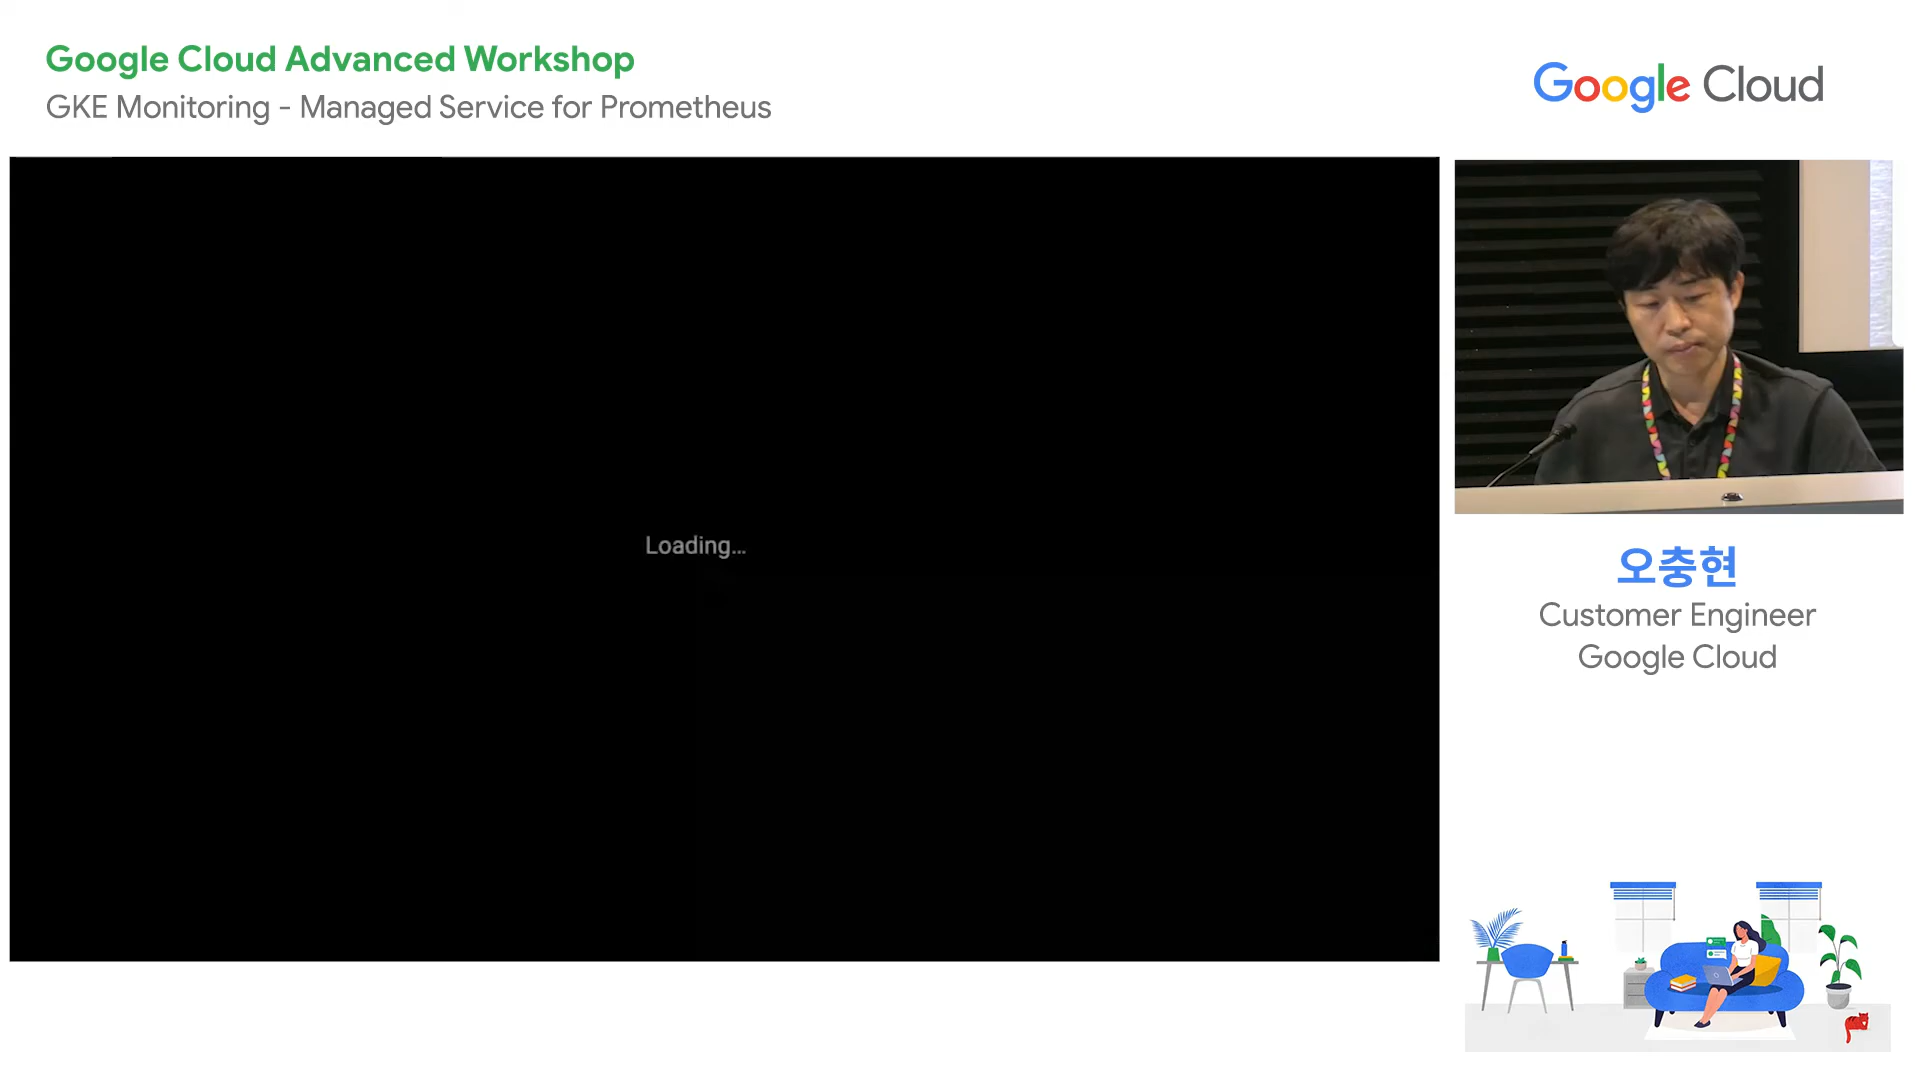 Google Cloud Advanced Workshop
GKE Monitoring - Managed Service for Prometheus
Google Cloud
Loading...
오충현
Customer Engineer
Google Cloud